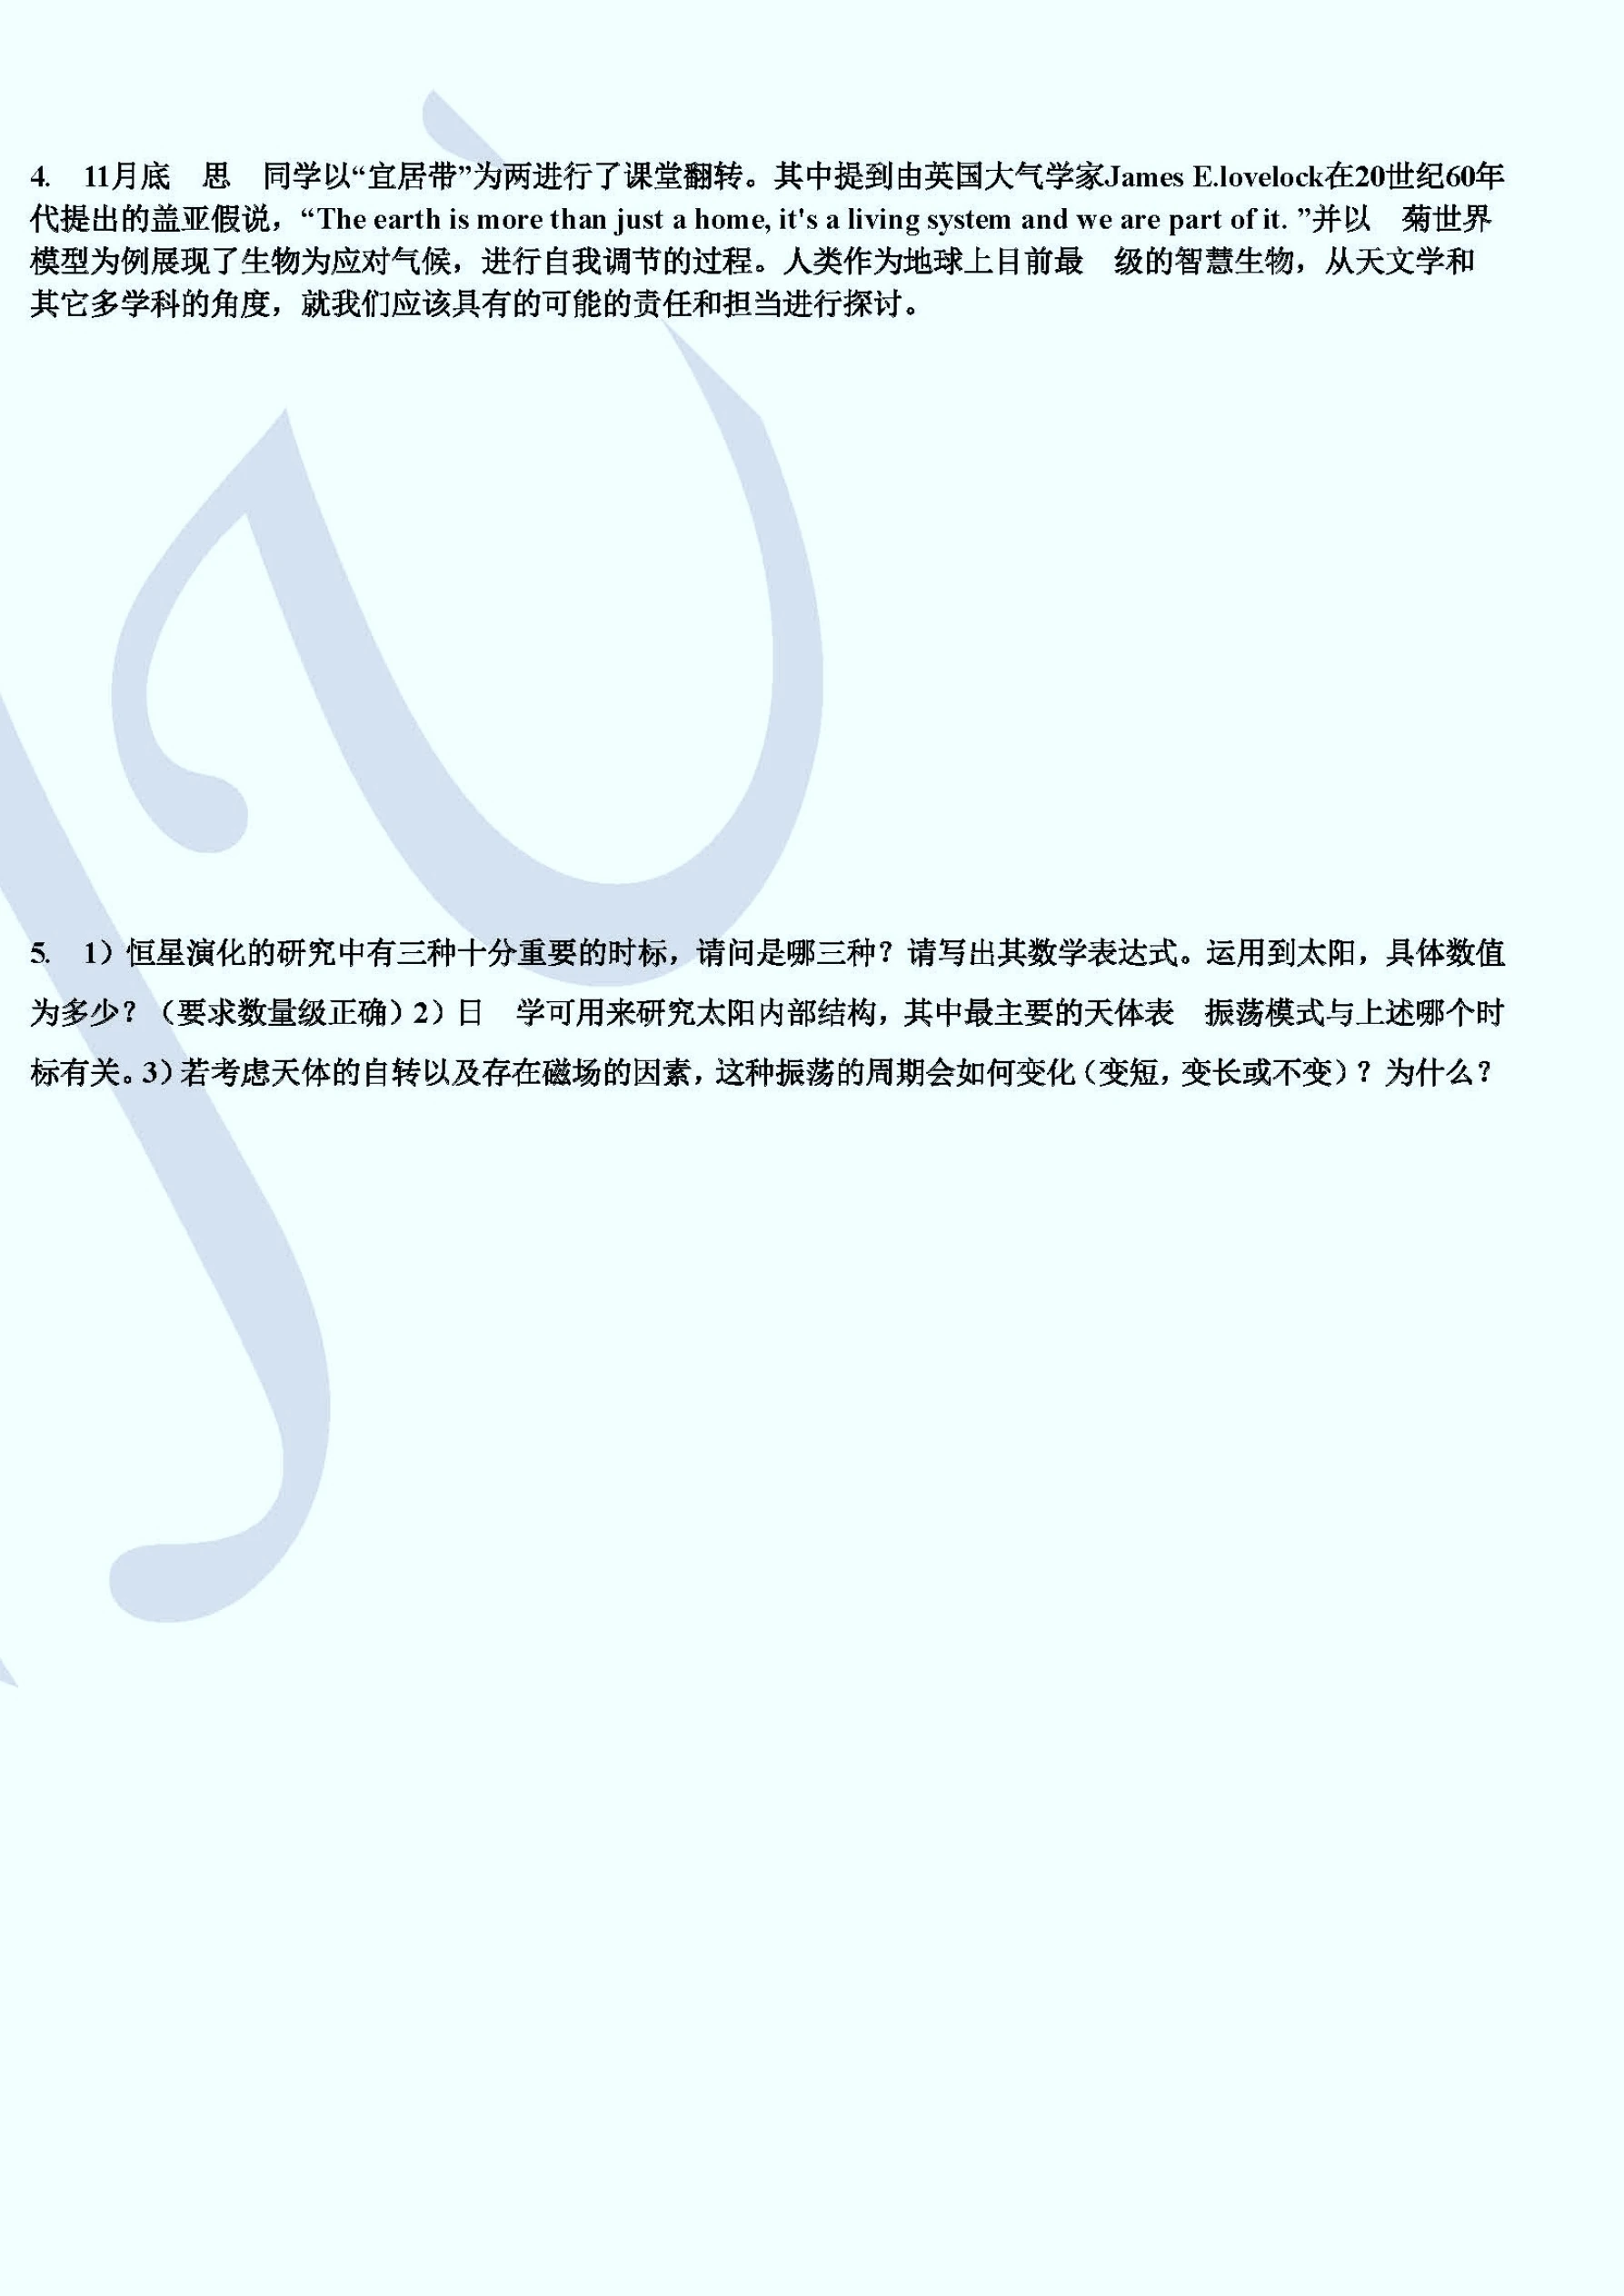 4. 11月底 思 同学以“宜居带”为两进行了课堂翻转。其中提到由英国大气学家James E.lovelock在20世纪60年
代提出的盖亚假说，“The earth is more than just a home, it's a living system and we are part of it. ”并以 菊世界
模型为例展现了生物为应对气候，进行自我调节的过程。人类作为地球上目前最 级的智慧生物，从天文学和
其它多学科的角度，就我们应该具有的可能的责任和担当进行探讨。
5. 1）恒星演化的研究中有三种十分重要的时标，请问是哪三种？请写出其数学表达式。运用到太阳，具体数值
为多少？（要求数量级正确）2）日 学可用来研究太阳内部结构，其中最主要的天体表 振荡模式与上述哪个时
标有关。3）若考虑天体的自转以及存在磁场的因素，这种振荡的周期会如何变化（变短，变长或不变）？为什么？